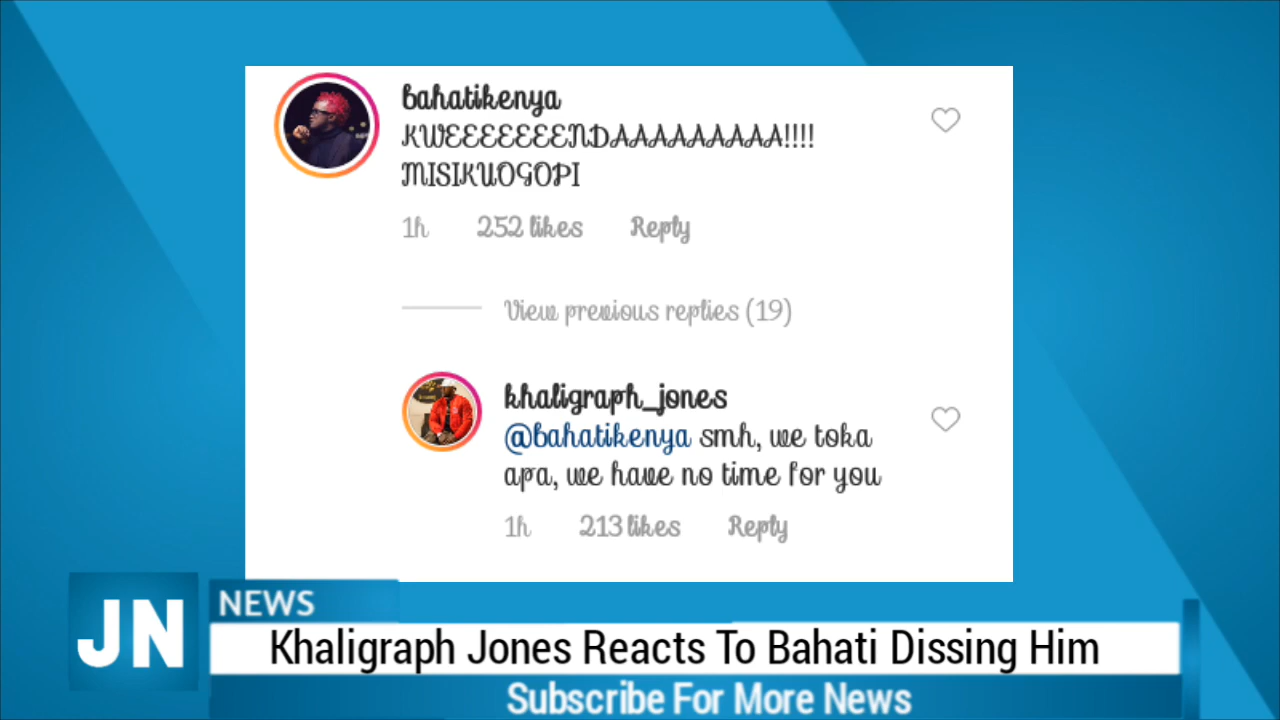 bahatikenya
KWEEEEEEENDAAAAAAAAA!!!!
MISIKUOGOPI
1h 252 likes Reply
View previous replies (19)
khaligraph_jones
@bahatikenya smh, we toka
apa, we have no time for you
1h 213 likes Reply
JN
NEWS
Khaligraph Jones Reacts To Bahati Dissing Him
Subscribe For More News